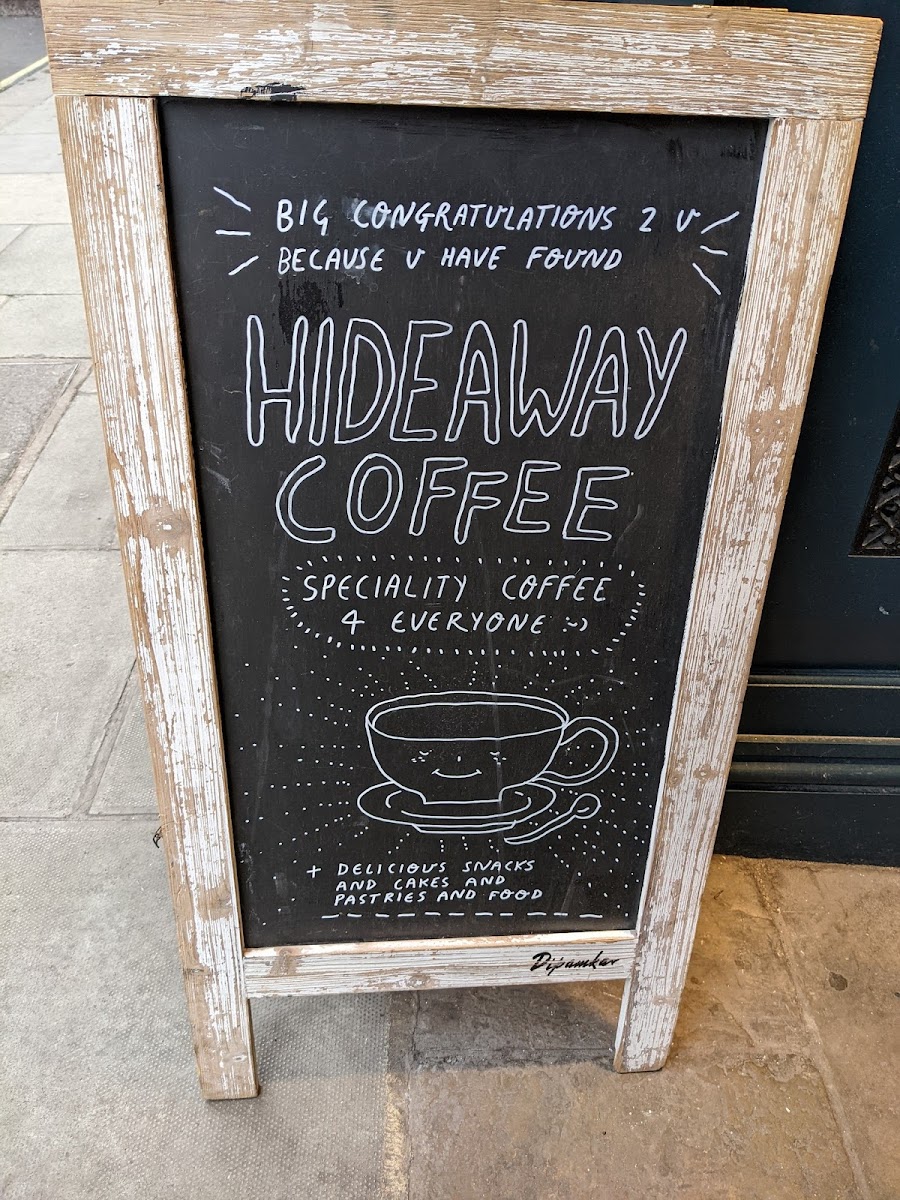 BIG CONGRATULATIONS 2 U
BECAUSE U HAVE FOUND
HIDEAWAY
COFFEE
SPECIALITY COFFEE
4 EVERYONE :-)
+ DELICIOUS SNACKS
AND CAKES AND
PASTRIES AND FOOD
Dipamkar